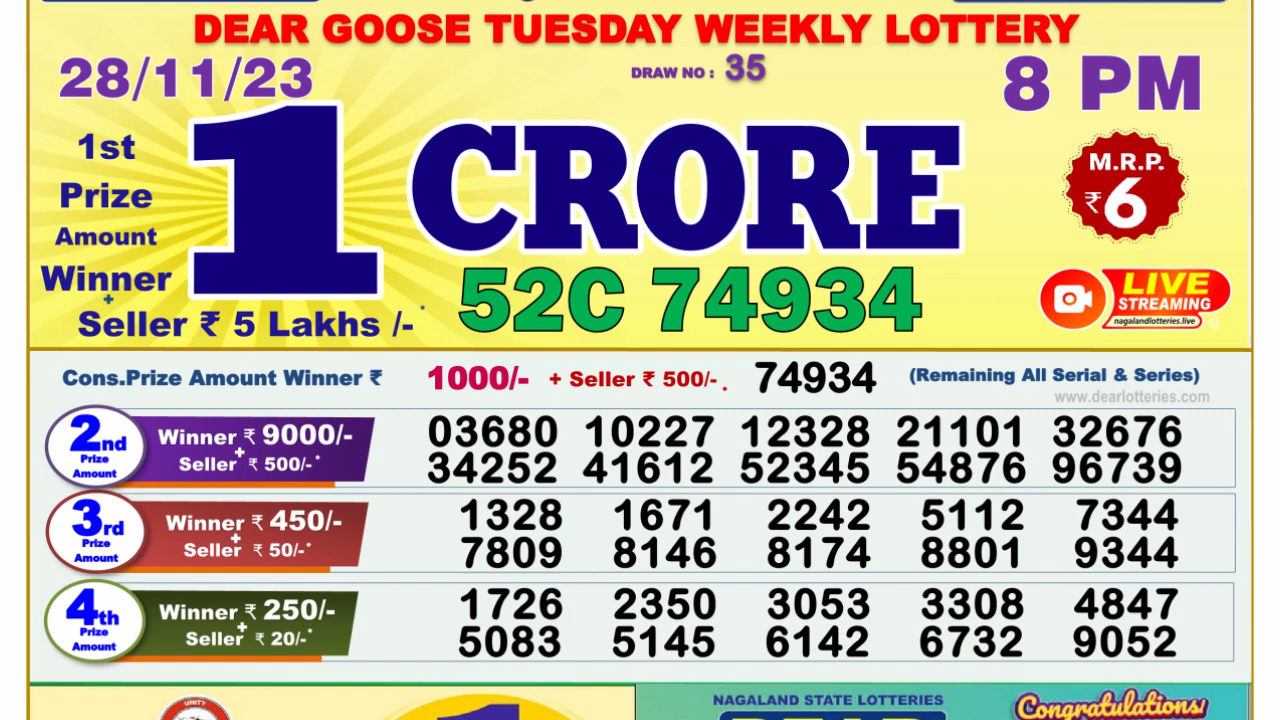 DEAR GOOSE TUESDAY WEEKLY LOTTERY
28/11/23
DRAW NO : 35
8 PM
1st
Prize
Amount
Winner
+
Seller ₹ 5 Lakhs /-*
1 CRORE
52C 74934
M.R.P.
₹6
LIVE
STREAMING
nagalandlotteries.live
Cons.Prize Amount Winner ₹ 1000/- + Seller ₹ 500/- . 74934 (Remaining All Serial & Series)
www.dearlotteries.com
2nd
Prize
Amount
Winner ₹ 9000/-
+
Seller ₹ 500/-*
03680 10227 12328 21101 32676
34252 41612 52345 54876 96739
3rd
Prize
Amount
Winner ₹ 450/-
+
Seller ₹ 50/-*
1328 1671 2242 5112 7344
7809 8146 8174 8801 9344
4th
Prize
Amount
Winner ₹ 250/-
+
Seller ₹ 20/-*
1726 2350 3053 3308 4847
5083 5145 6142 6732 9052
UNITY
1
NAGALAND STATE LOTTERIES
DEAR
Congratulations!